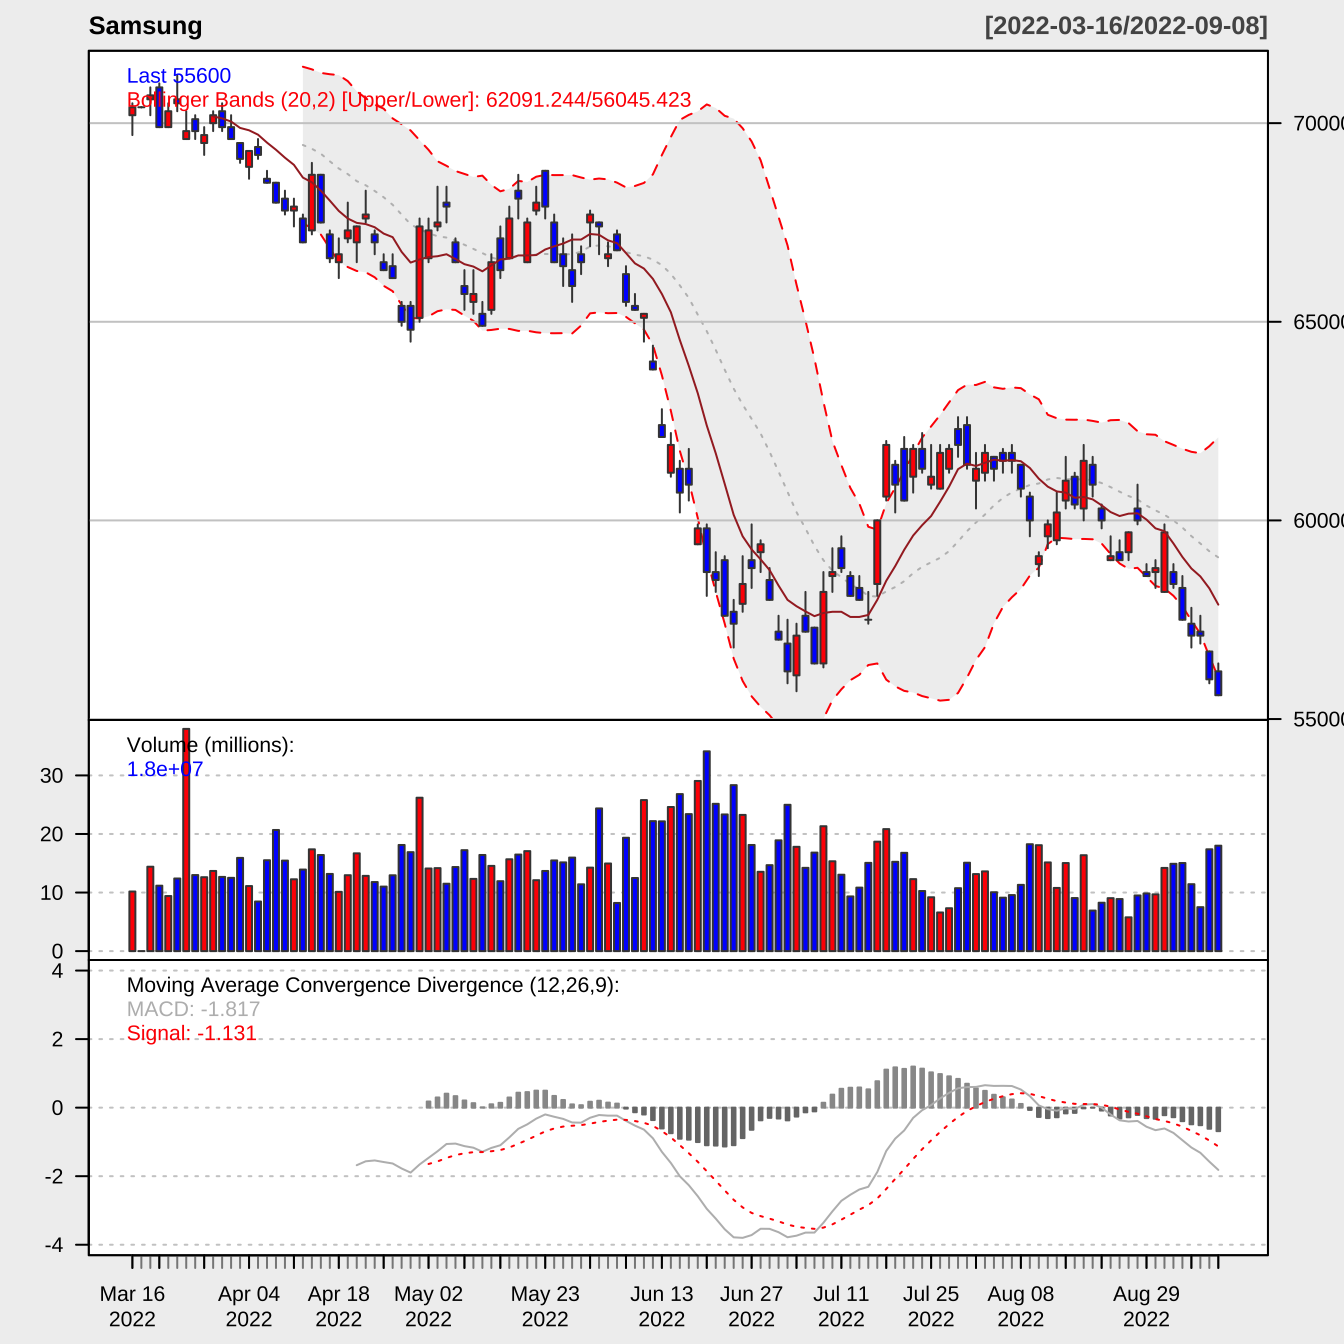 Samsung [2022-03-16/2022-09-08]
Last 55600
Bollinger Bands (20,2) [Upper/Lower]: 62091.244/56045.423
70000
65000
60000
55000
Volume (millions):
1.8e+07
30
20
10
0
Moving Average Convergence Divergence (12,26,9):
MACD: -1.817
Signal: -1.131
4
2
0
-2
-4
Mar 16 Apr 04 Apr 18 May 02 May 23 Jun 13 Jun 27 Jul 11 Jul 25 Aug 08 Aug 29
2022 2022 2022 2022 2022 2022 2022 2022 2022 2022 2022